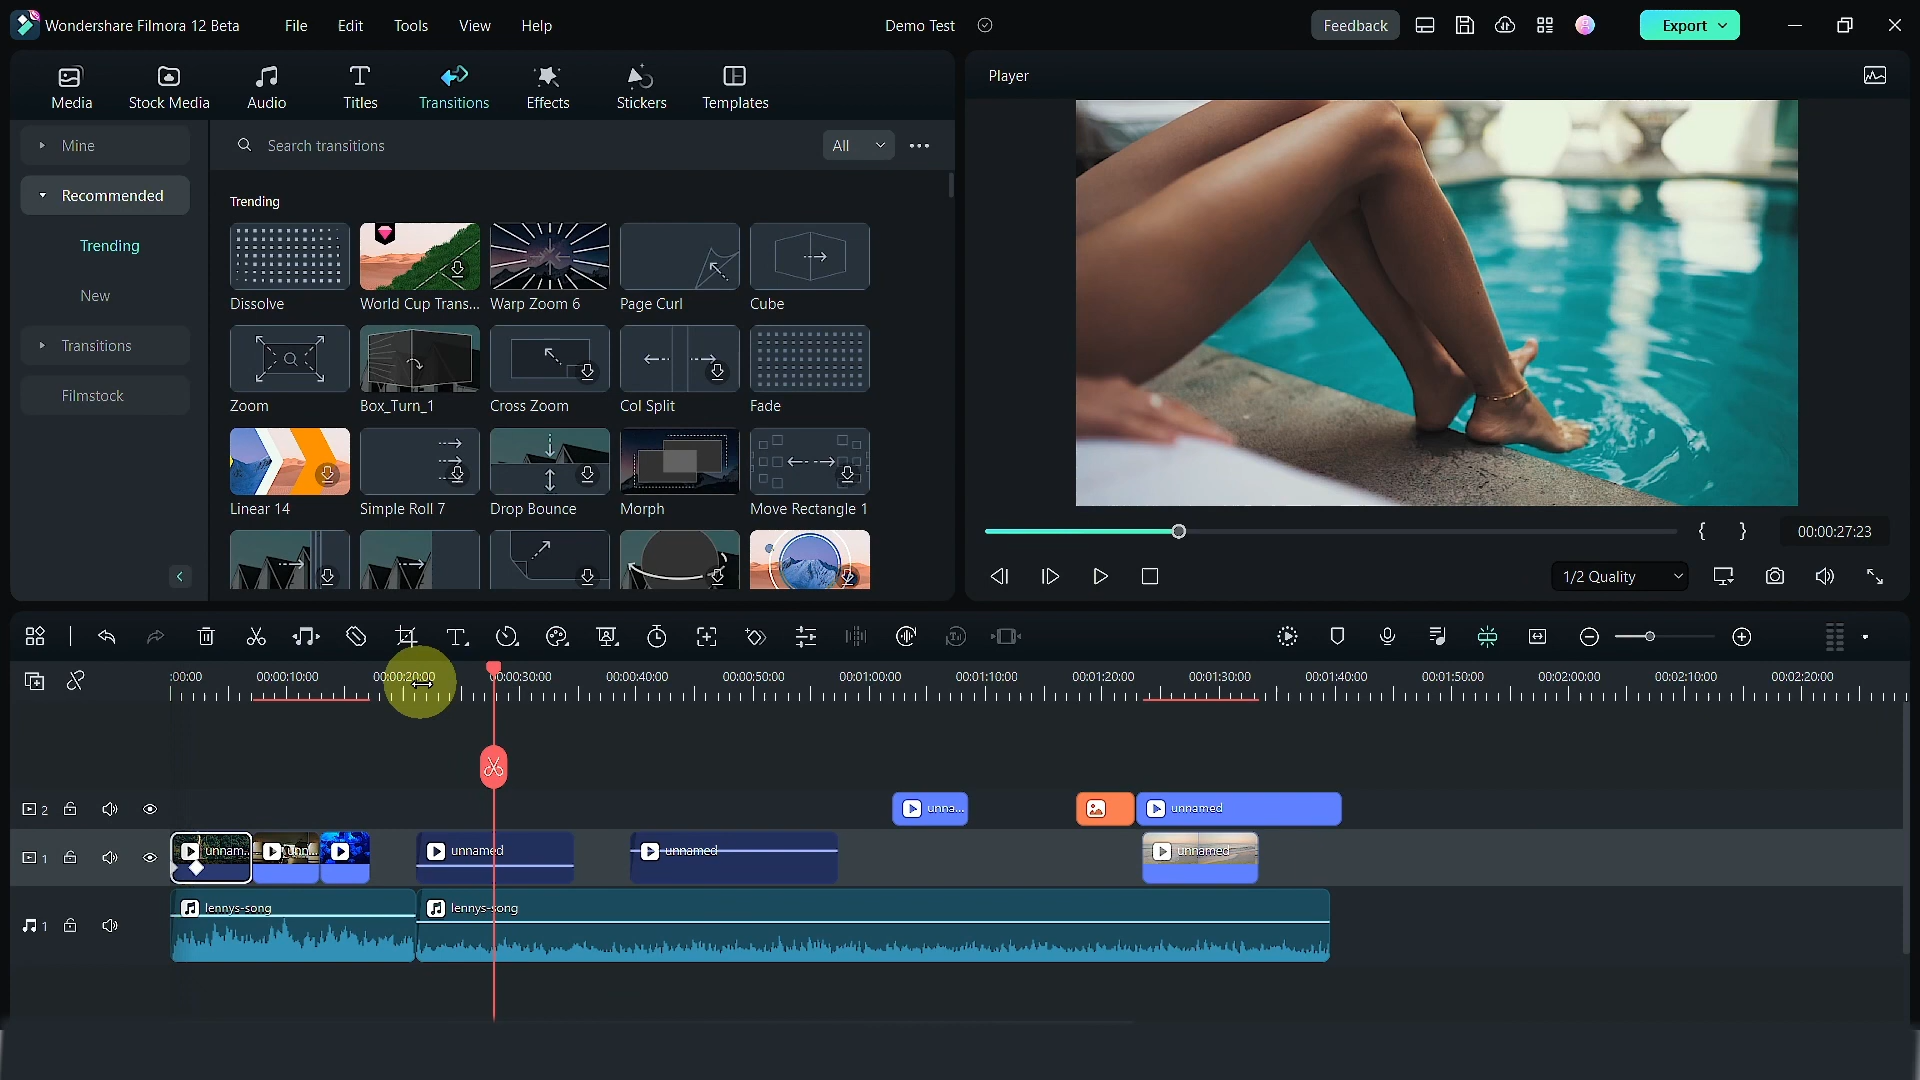 Wondershare Filmora 12 Beta
File Edit Tools View Help
Demo Test
Feedback
Export
Media
Stock Media
Audio
Titles
Transitions
Effects
Stickers
Templates
Player
Mine
Recommended
Trending
New
Transitions
Filmstock
Search transitions
All
Trending
Dissolve
World Cup Trans...
Warp Zoom 6
Page Curl
Cube
Zoom
Box_Turn_1
Cross Zoom
Col Split
Fade
Linear 14
Simple Roll 7
Drop Bounce
Morph
Move Rectangle 1
00:00:27:23
1/2 Quality
:00:00
00:00:10:00
00:00:20:00
00:00:30:00
00:00:40:00
00:00:50:00
00:01:00:00
00:01:10:00
00:01:20:00
00:01:30:00
00:01:40:00
00:01:50:00
00:02:00:00
00:02:10:00
00:02:20:00
2
unna...
unnamed
1
unnam...
unn...
unnamed
unnamed
unnamed
1
lennys-song
lennys-song